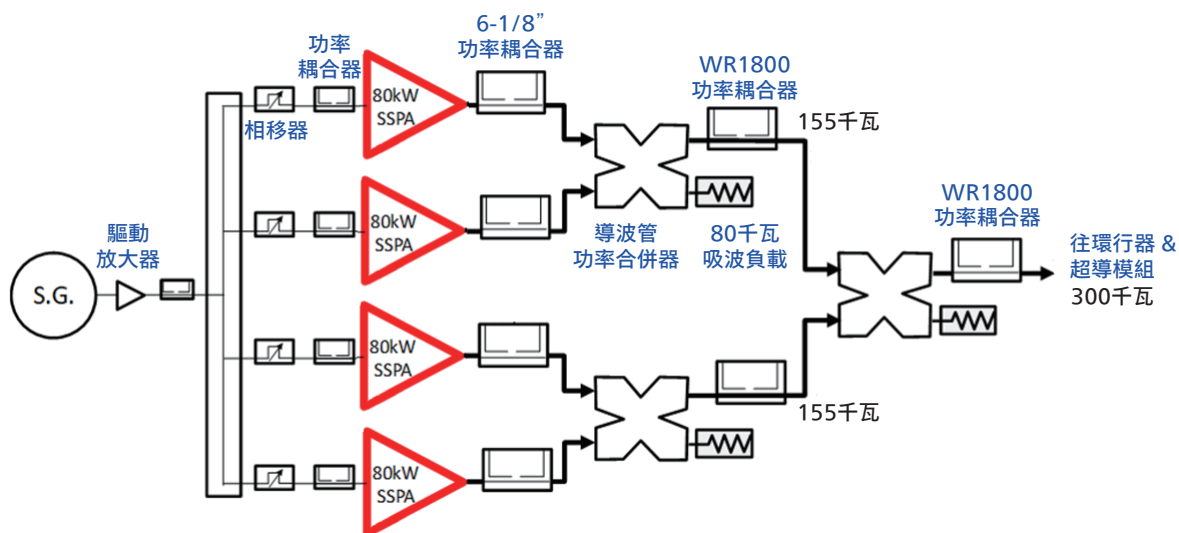 功率
耦合器
6-1/8”
功率耦合器
WR1800
功率耦合器
155千瓦
80kW
SSPA
相移器
WR1800
功率耦合器
80kW
SSPA
驅動
放大器
導波管
功率合併器
80千瓦
吸波負載
往環行器 &
超導模組
300千瓦
S.G.
80kW
SSPA
155千瓦
80kW
SSPA